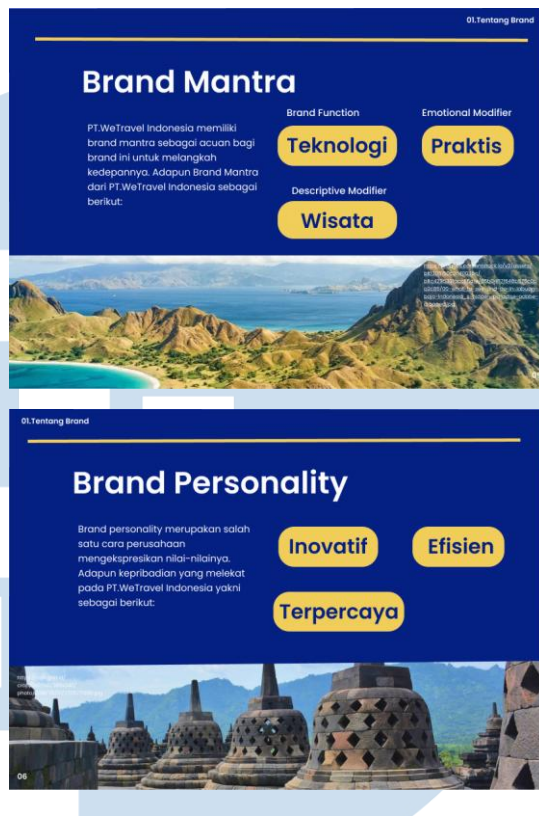 01.Tentang Brand
Brand Mantra
PT.WeTravel Indonesia memiliki
brand mantra sebagai acuan bagi
brand ini untuk melangkah
kedepannya. Adapun Brand Mantra
dari PT.WeTravel Indonesia sebagai
berikut:
Brand Function
Teknologi
Emotional Modifier
Praktis
Descriptive Modifier
Wisata
01.Tentang Brand
Brand Personality
Brand personality merupakan salah
satu cara perusahaan
mengekspresikan nilai-nilainya.
Adapun kepribadian yang melekat
pada PT.WeTravel Indonesia yakni
sebagai berikut:
Inovatif
Efisien
Terpercaya
06